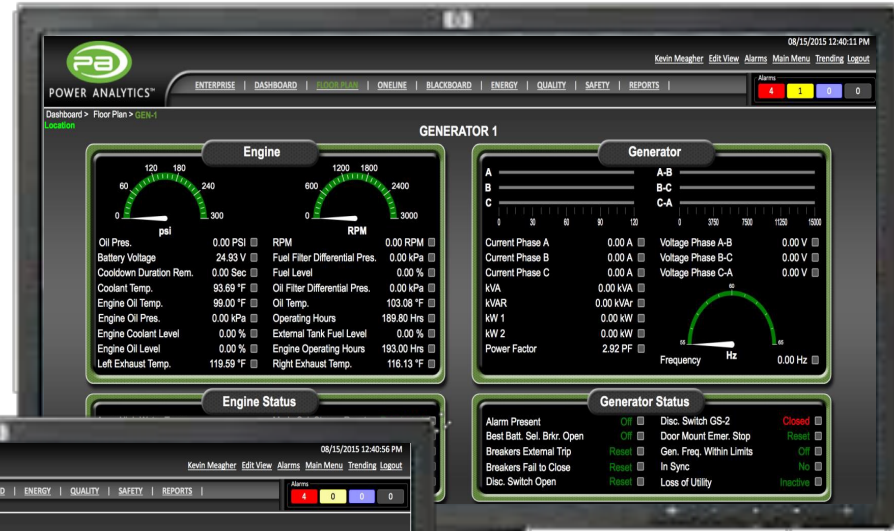 08/15/2015 12:40:11 PM
Kevin Meagher Edit View Alarms Main Menu Trending Logout
pa
POWER ANALYTICS™
ENTERPRISE | DASHBOARD | FLOOR PLAN | ONELINE | BLACKBOARD | ENERGY | QUALITY | SAFETY | REPORTS |
Alarms
4 1 0 0
Dashboard > Floor Plan > GEN-1
Location
GENERATOR 1
Engine
0 60 120 180 240 300
psi
0 600 1200 1800 2400 3000
RPM
Oil Pres. 0.00 PSI RPM 0.00 RPM
Battery Voltage 24.93 V Fuel Filter Differential Pres. 0.00 kPa
Cooldown Duration Rem. 0.00 Sec Fuel Level 0.00 %
Coolant Temp. 93.69 °F Oil Filter Differential Pres. 0.00 kPa
Engine Oil Temp. 99.00 °F Oil Temp. 103.08 °F
Engine Oil Pres. 0.00 kPa Operating Hours 189.80 Hrs
Engine Coolant Level 0.00 % External Tank Fuel Level 0.00 %
Engine Oil Level 0.00 % Engine Operating Hours 193.00 Hrs
Left Exhaust Temp. 119.59 °F Right Exhaust Temp. 116.13 °F
Generator
A A-B
B B-C
C C-A
0 30 60 90 120 0 3750 7500 11250 15000
Current Phase A 0.00 A Voltage Phase A-B 0.00 V
Current Phase B 0.00 A Voltage Phase B-C 0.00 V
Current Phase C 0.00 A Voltage Phase C-A 0.00 V
kVA 0.00 kVA
kVAR 0.00 kVAr
kW 1 0.00 kW
kW 2 0.00 kW
Power Factor 2.92 PF
60
Hz
Frequency 0.00 Hz
Engine Status
Generator Status
Alarm Present Off Disc. Switch GS-2 Closed
Best Batt. Sel. Brkr. Open Off Door Mount Emer. Stop Reset
Breakers External Trip Reset Gen. Freq. Within Limits Off
Breakers Fail to Close Reset In Sync No
Disc. Switch Open Reset Loss of Utility Inactive
08/15/2015 12:40:56 PM
Kevin Meagher Edit View Alarms Main Menu Trending Logout
D | ENERGY | QUALITY | SAFETY | REPORTS |
Alarms
4 0 0 0